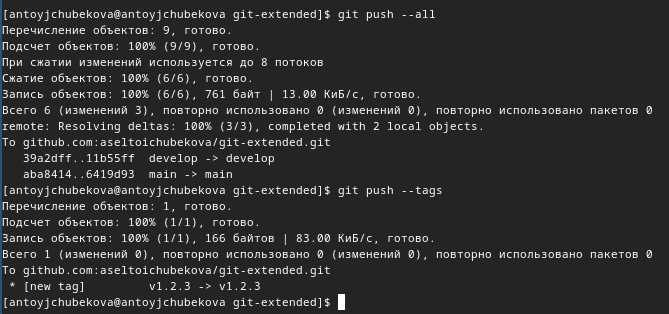 [antoyjchubekova@antoyjchubekova git-extended]$ git push --all
Перечисление объектов: 9, готово.
Подсчет объектов: 100% (9/9), готово.
При сжатии изменений используется до 8 потоков
Сжатие объектов: 100% (6/6), готово.
Запись объектов: 100% (6/6), 761 байт | 13.00 КиБ/с, готово.
Всего 6 (изменений 3), повторно использовано 0 (изменений 0), повторно использовано пакетов 0
remote: Resolving deltas: 100% (3/3), completed with 2 local objects.
To github.com:aseltoichubekova/git-extended.git
   39a2dff..11b55ff  develop -> develop
   aba8414..6419d93  main -> main
[antoyjchubekova@antoyjchubekova git-extended]$ git push --tags
Перечисление объектов: 1, готово.
Подсчет объектов: 100% (1/1), готово.
Запись объектов: 100% (1/1), 166 байтов | 83.00 КиБ/с, готово.
Всего 1 (изменений 0), повторно использовано 0 (изменений 0), повторно использовано пакетов 0
To github.com:aseltoichubekova/git-extended.git
 * [new tag]         v1.2.3 -> v1.2.3
[antoyjchubekova@antoyjchubekova git-extended]$